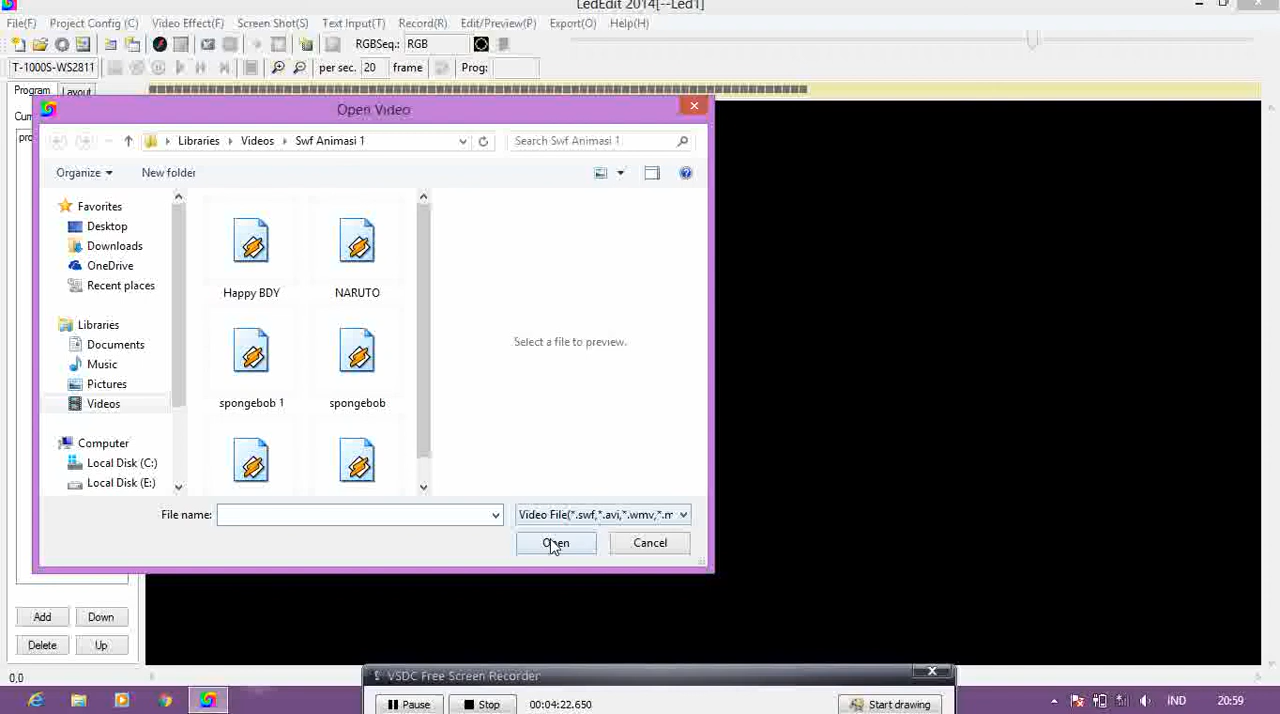 LedEdit 2014[--Led1]
File(F) Project Config (C) Video Effect(F) Screen Shot(S) Text Input(T) Record(R) Edit/Preview(P) Export(O) Help(H)
RGBSeq.: RGB
T-1000S-WS2811 per sec. 20 frame Prog:
Program Layout
Open Video
Libraries Videos Swf Animasi 1 Search Swf Animasi 1
Organize New folder
Favorites
Desktop
Downloads
OneDrive
Recent places
Libraries
Documents
Music
Pictures
Videos
Computer
Local Disk (C:)
Local Disk (E:)
Happy BDY NARUTO
spongebob 1 spongebob
Select a file to preview.
File name: Video File(*.swf,*.avi,*.wmv,*.m
Open Cancel
Add Down
Delete Up
0,0
VSDC Free Screen Recorder
Pause Stop 00:04:22.650 Start drawing
IND 20:59